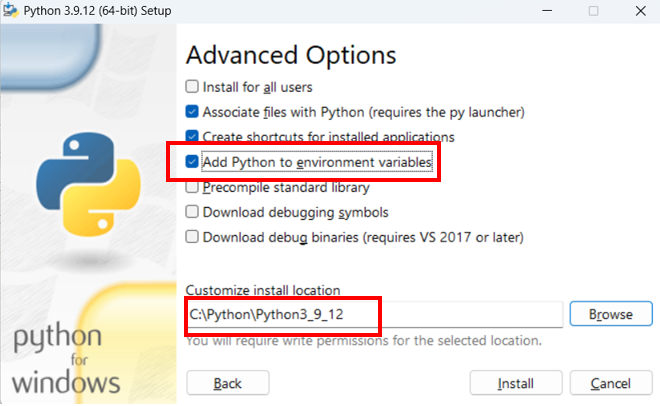 Python 3.9.12 (64-bit) Setup
Advanced Options
Install for all users
Associate files with Python (requires the py launcher)
Create shortcuts for installed applications
Add Python to environment variables
Precompile standard library
Download debugging symbols
Download debug binaries (requires VS 2017 or later)
Customize install location
C:\Python\Python3_9_12
Browse
You will require write permissions for the selected location.
python
for
windows
Back
Install
Cancel